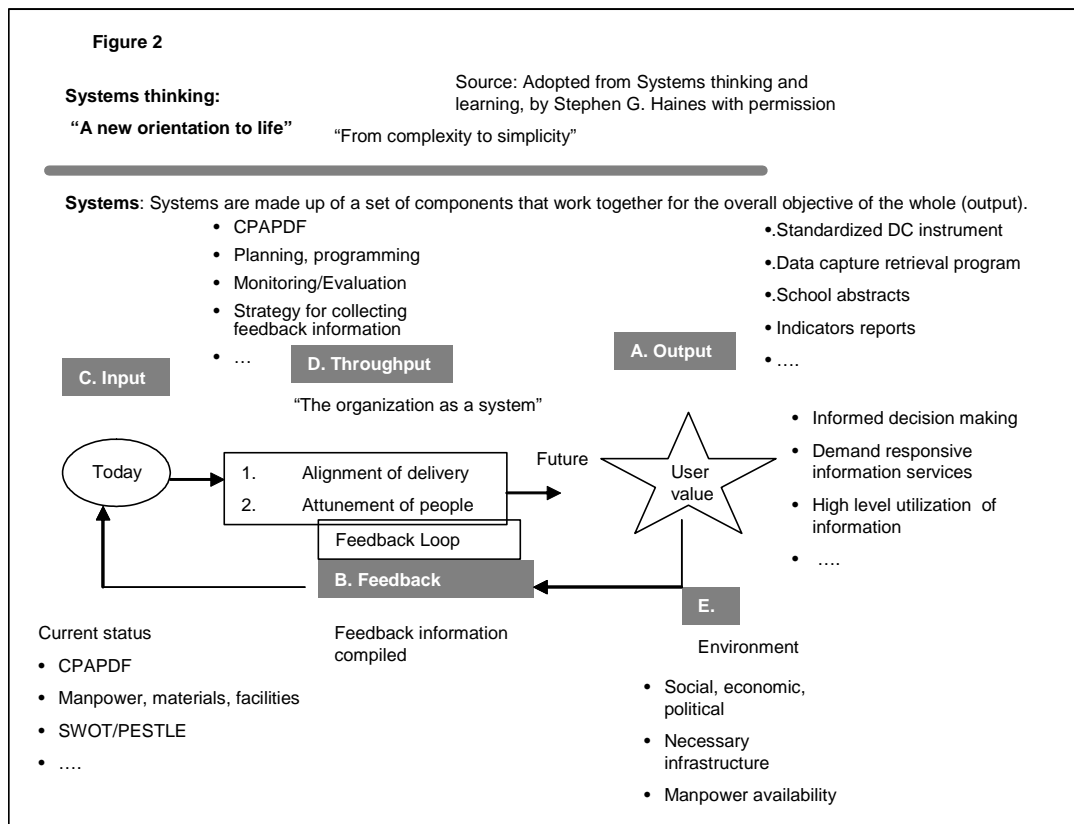 Figure 2
Source: Adopted from Systems thinking and
learning, by Stephen G. Haines with permission
Systems thinking:
“A new orientation to life”
“From complexity to simplicity”
Systems: Systems are made up of a set of components that work together for the overall objective of the whole (output).
• CPAPDF
• Planning, programming
• Monitoring/Evaluation
• Strategy for collecting
feedback information
• …
•.Standardized DC instrument
•.Data capture retrieval program
•.School abstracts
• Indicators reports
• ….
C. Input
D. Throughput
A. Output
“The organization as a system”
Today
1. Alignment of delivery
2. Attunement of people
Future
User
value
• Informed decision making
• Demand responsive
information services
• High level utilization of
information
• ….
Feedback Loop
B. Feedback
E.
Feedback information
compiled
Environment
Current status
• CPAPDF
• Manpower, materials, facilities
• SWOT/PESTLE
• ….
• Social, economic,
political
• Necessary
infrastructure
• Manpower availability